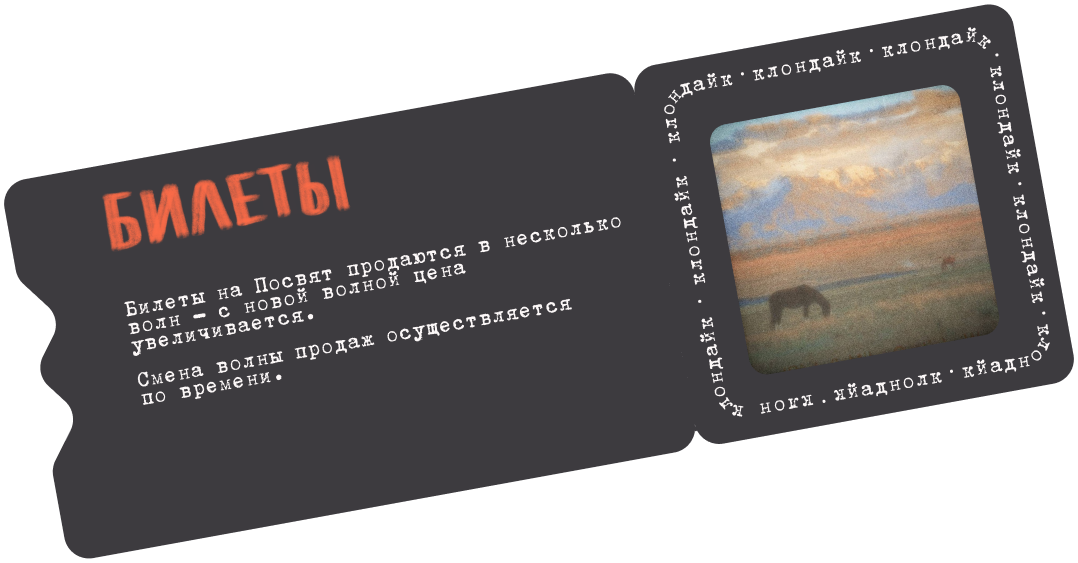 БИЛЕТЫ
Билеты на Посвят продаются в несколько
волн — с новой волной цена
увеличивается.
Смена волны продаж осуществляется
по времени.
клондайк · клондайк · клондайк · клондайк · клондайк · клондайк · клондайк · клондайк · клондайк